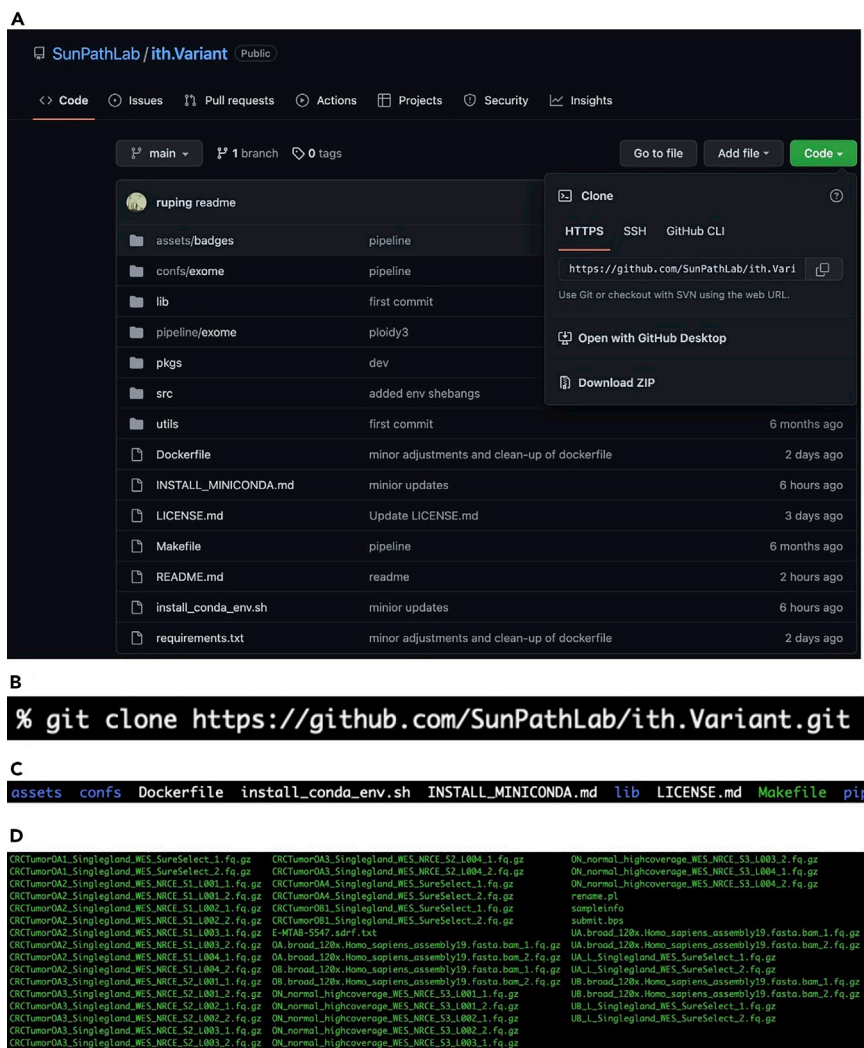 A
SunPathLab / ith.Variant Public
Code Issues Pull requests Actions Projects Security Insights
main 1 branch 0 tags Go to file Add file Code
ruping readme
assets/badges pipeline
confs/exome pipeline
lib first commit
pipeline/exome ploidy3
pkgs dev
src added env shebangs
utils first commit 6 months ago
Dockerfile minor adjustments and clean-up of dockerfile 2 days ago
INSTALL_MINICONDA.md minior updates 6 hours ago
LICENSE.md Update LICENSE.md 3 days ago
Makefile pipeline 6 months ago
README.md readme 2 hours ago
install_conda_env.sh minior updates 6 hours ago
requirements.txt minor adjustments and clean-up of dockerfile 2 days ago
Clone
HTTPS SSH GitHub CLI
https://github.com/SunPathLab/ith.Vari
Use Git or checkout with SVN using the web URL.
Open with GitHub Desktop
Download ZIP
B
% git clone https://github.com/SunPathLab/ith.Variant.git
C
assets confs Dockerfile install_conda_env.sh INSTALL_MINICONDA.md lib LICENSE.md Makefile pip
D
CRCTumorOA1_Singlegland_WES_SureSelect_1.fq.gz CRCTumorOA3_Singlegland_WES_NRCE_S2_L004_1.fq.gz ON_normal_highcoverage_WES_NRCE_S3_L003_2.fq.gz
CRCTumorOA1_Singlegland_WES_SureSelect_2.fq.gz CRCTumorOA3_Singlegland_WES_NRCE_S2_L004_2.fq.gz ON_normal_highcoverage_WES_NRCE_S3_L004_1.fq.gz
CRCTumorOA2_Singlegland_WES_NRCE_S1_L001_1.fq.gz CRCTumorOA4_Singlegland_WES_SureSelect_1.fq.gz ON_normal_highcoverage_WES_NRCE_S3_L004_2.fq.gz
CRCTumorOA2_Singlegland_WES_NRCE_S1_L001_2.fq.gz CRCTumorOA4_Singlegland_WES_SureSelect_2.fq.gz rename.pl
CRCTumorOA2_Singlegland_WES_NRCE_S1_L002_1.fq.gz CRCTumorOB1_Singlegland_WES_SureSelect_1.fq.gz sampleinfo
CRCTumorOA2_Singlegland_WES_NRCE_S1_L002_2.fq.gz CRCTumorOB1_Singlegland_WES_SureSelect_2.fq.gz submit.bps
CRCTumorOA2_Singlegland_WES_NRCE_S1_L003_1.fq.gz E-MTAB-5547.sdrf.txt UA.broad_120x.Homo_sapiens_assembly19.fasta.bam_1.fq.gz
CRCTumorOA2_Singlegland_WES_NRCE_S1_L003_2.fq.gz OA.broad_120x.Homo_sapiens_assembly19.fasta.bam_1.fq.gz UA.broad_120x.Homo_sapiens_assembly19.fasta.bam_2.fq.gz
CRCTumorOA2_Singlegland_WES_NRCE_S1_L004_1.fq.gz OA.broad_120x.Homo_sapiens_assembly19.fasta.bam_2.fq.gz UA_L_Singlegland_WES_SureSelect_1.fq.gz
CRCTumorOA2_Singlegland_WES_NRCE_S1_L004_2.fq.gz OB.broad_120x.Homo_sapiens_assembly19.fasta.bam_1.fq.gz UA_L_Singlegland_WES_SureSelect_2.fq.gz
CRCTumorOA3_Singlegland_WES_NRCE_S2_L001_1.fq.gz OB.broad_120x.Homo_sapiens_assembly19.fasta.bam_2.fq.gz UB.broad_120x.Homo_sapiens_assembly19.fasta.bam_1.fq.gz
CRCTumorOA3_Singlegland_WES_NRCE_S2_L001_2.fq.gz ON_normal_highcoverage_WES_NRCE_S3_L001_1.fq.gz UB.broad_120x.Homo_sapiens_assembly19.fasta.bam_2.fq.gz
CRCTumorOA3_Singlegland_WES_NRCE_S2_L002_1.fq.gz ON_normal_highcoverage_WES_NRCE_S3_L001_2.fq.gz UB_L_Singlegland_WES_SureSelect_1.fq.gz
CRCTumorOA3_Singlegland_WES_NRCE_S2_L002_2.fq.gz ON_normal_highcoverage_WES_NRCE_S3_L002_1.fq.gz UB_L_Singlegland_WES_SureSelect_2.fq.gz
CRCTumorOA3_Singlegland_WES_NRCE_S2_L003_1.fq.gz ON_normal_highcoverage_WES_NRCE_S3_L002_2.fq.gz
CRCTumorOA3_Singlegland_WES_NRCE_S2_L003_2.fq.gz ON_normal_highcoverage_WES_NRCE_S3_L003_1.fq.gz